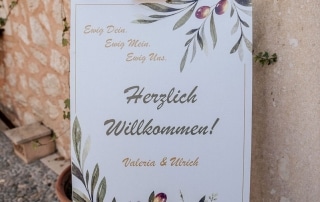 Ewig Dein.
Ewig Mein.
Ewig Uns.
Herzlich
Willkommen!
Valeria & Ulrich